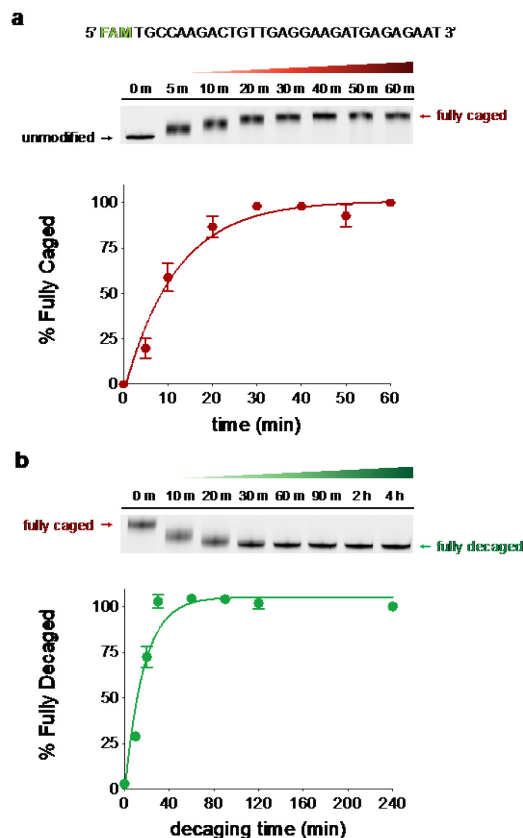 a
5' FAM TGCCAAGACTGTTGAGGAAGATGAGAGAAT 3'
0 m 5 m 10 m 20 m 30 m 40 m 50 m 60 m
unmodified
fully caged
100
75
50
25
0
% Fully Caged
0 10 20 30 40 50 60
time (min)
b
0 m 10 m 20 m 30 m 60 m 90 m 2 h 4 h
fully caged
fully decaged
100
75
50
25
0
% Fully Decaged
0 40 80 120 160 200 240
decaging time (min)